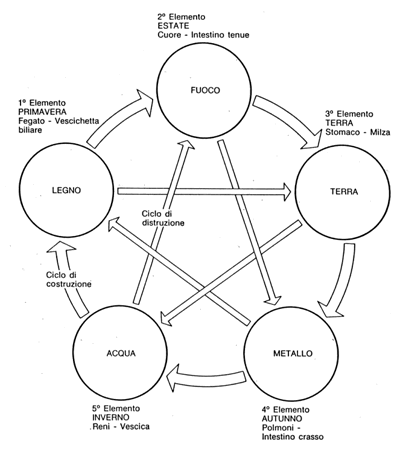 2º Elemento
ESTATE
Cuore - Intestino tenue
FUOCO
1º Elemento
PRIMAVERA
Fegato - Vescichetta
biliare
3º Elemento
TERRA
Stomaco - Milza
LEGNO
TERRA
Ciclo di
distruzione
Ciclo di
costruzione
ACQUA
METALLO
5º Elemento
INVERNO
Reni - Vescica
4º Elemento
AUTUNNO
Polmoni -
Intestino crasso